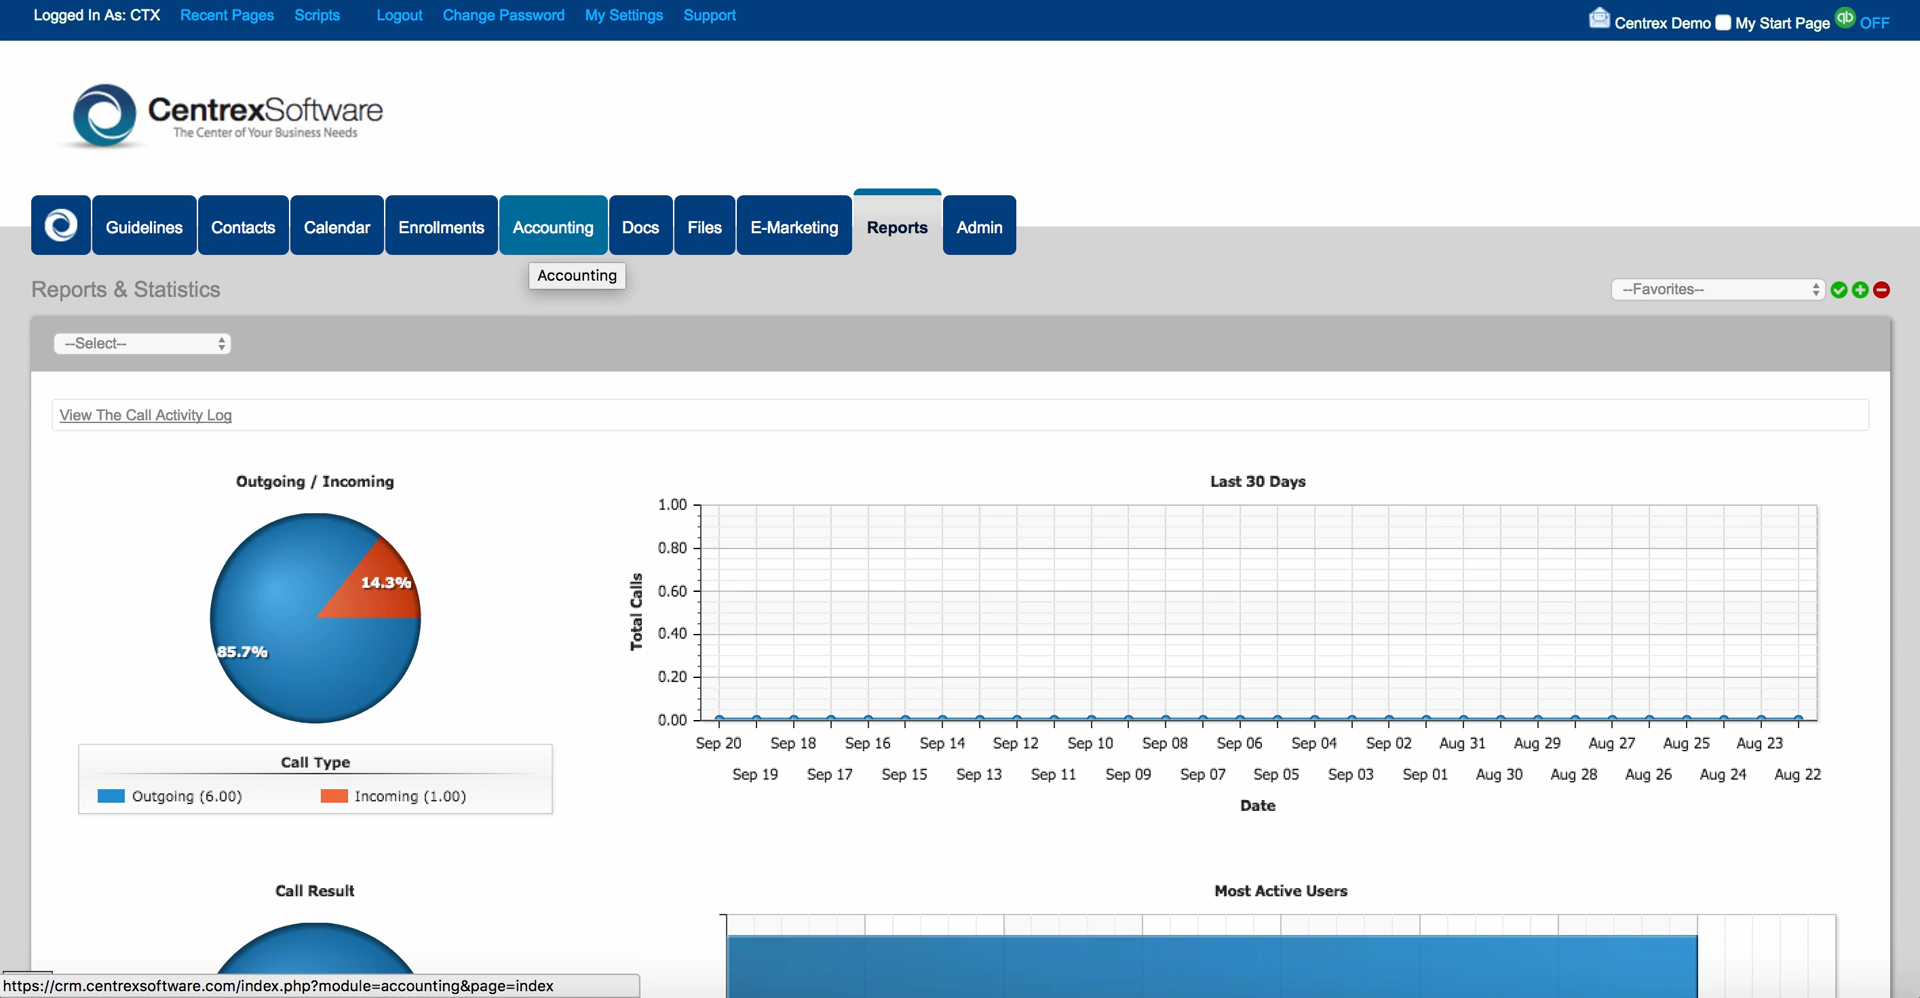 Logged In As: CTX Recent Pages Scripts Logout Change Password My Settings Support
Centrex Demo My Start Page qb OFF
CentrexSoftware
The Center of Your Business Needs
Guidelines Contacts Calendar Enrollments Accounting Docs Files E-Marketing Reports Admin
Accounting
Reports & Statistics
--Favorites--
--Select--
View The Call Activity Log
Outgoing / Incoming
14.3%
85.7%
Call Type
Outgoing (6.00) Incoming (1.00)
Last 30 Days
Total Calls
1.00
0.80
0.60
0.40
0.20
0.00
Sep 20 Sep 18 Sep 16 Sep 14 Sep 12 Sep 10 Sep 08 Sep 06 Sep 04 Sep 02 Aug 31 Aug 29 Aug 27 Aug 25 Aug 23
Sep 19 Sep 17 Sep 15 Sep 13 Sep 11 Sep 09 Sep 07 Sep 05 Sep 03 Sep 01 Aug 30 Aug 28 Aug 26 Aug 24 Aug 22
Date
Call Result
Most Active Users
https://crm.centrexsoftware.com/index.php?module=accounting&page=index